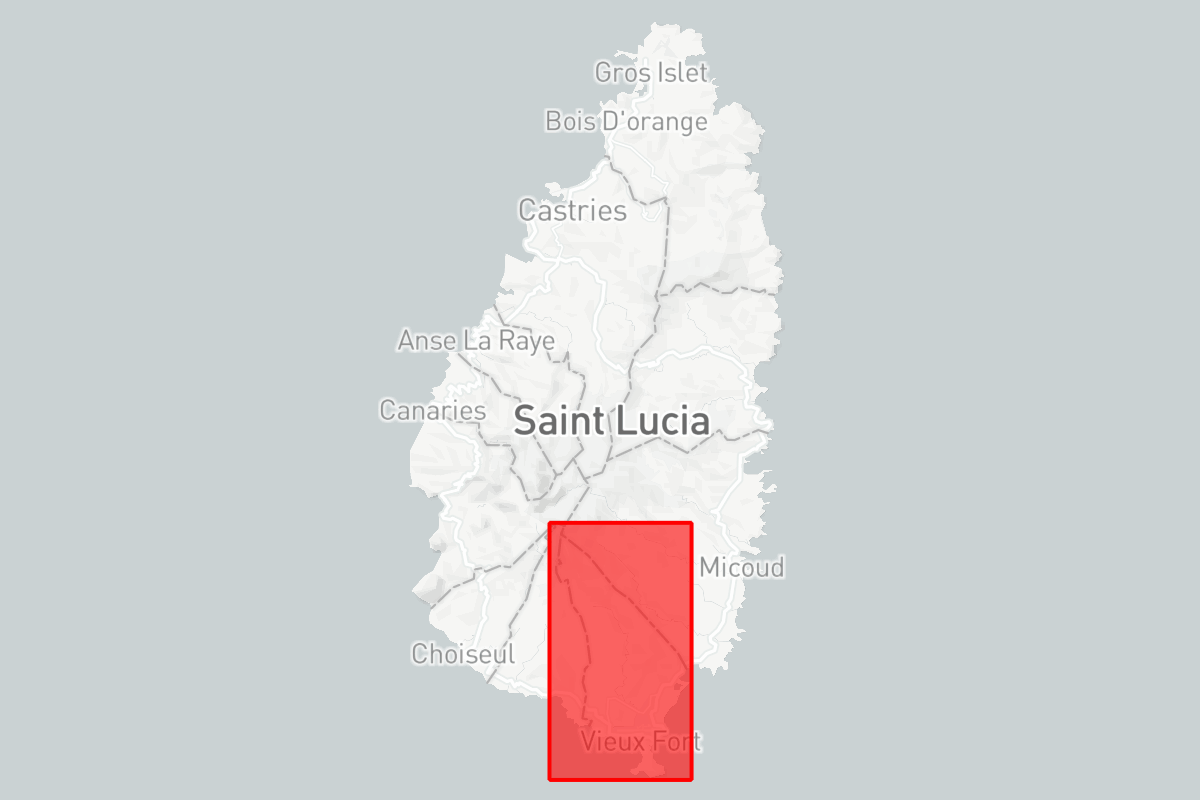 Gros Islet
Bois D'orange
Castries
Anse La Raye
Canaries
Saint Lucia
Micoud
Choiseul
Vieux Fort